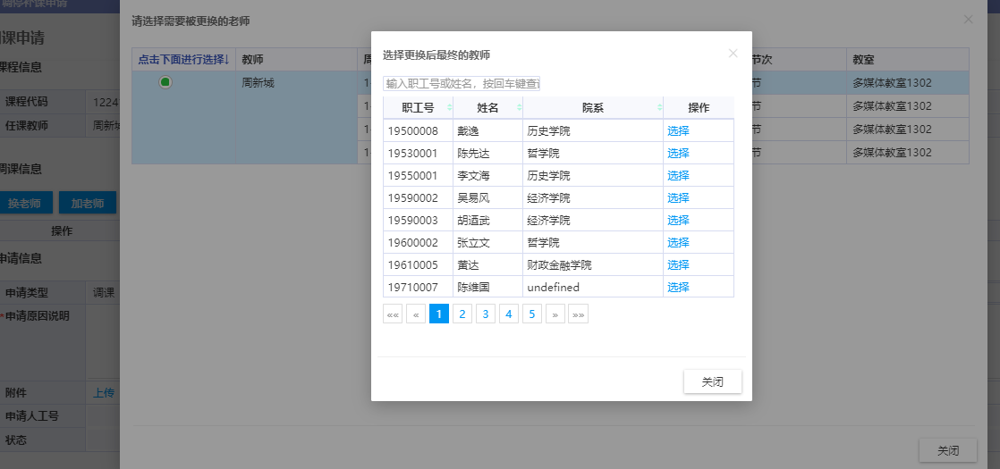 调停补课申请
请选择需要被更换的老师
调课申请
选择更换后最终的教师
课程信息
点击下面进行选择↓ 教师 周 节次 教室
输入职工号或姓名，按回车键查询
周新域 1 节 多媒体教室1302
课程代码 1224
职工号 姓名 院系 操作
1 节 多媒体教室1302
任课教师 周新域
19500008 戴逸 历史学院 选择
1 节 多媒体教室1302
19530001 陈先达 哲学院 选择
1 节 多媒体教室1302
调课信息
19550001 李文海 历史学院 选择
换老师 加老师
19590002 吴易风 经济学院 选择
19590003 胡迺武 经济学院 选择
操作
19600002 张立文 哲学院 选择
申请信息
19610005 黄达 财政金融学院 选择
申请类型 调课
19710007 陈维国 undefined 选择
*申请原因说明
«« « 1 2 3 4 5 » »»
关闭
附件 上传
申请人工号
状态
关闭